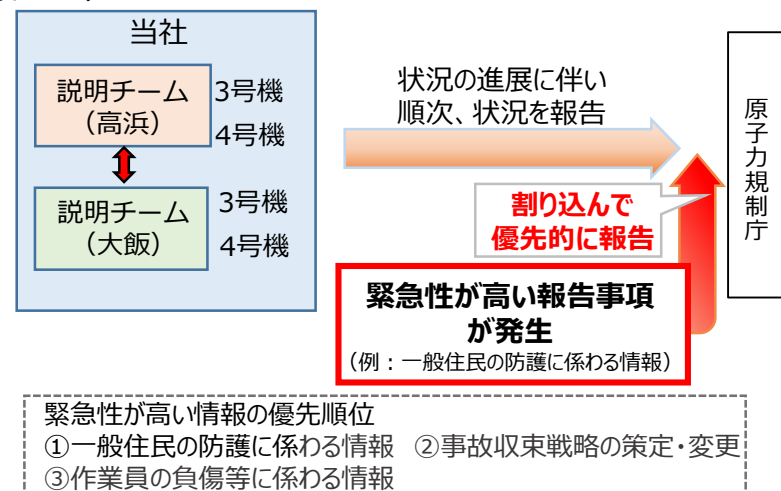 当社
説明チーム
（高浜）
3号機
4号機
説明チーム
（大飯）
3号機
4号機
状況の進展に伴い
順次、状況を報告
割り込んで
優先的に報告
緊急性が高い報告事項
が発生
（例：一般住民の防護に係わる情報）
原子力規制庁
緊急性が高い情報の優先順位
①一般住民の防護に係わる情報　②事故収束戦略の策定・変更
③作業員の負傷等に係わる情報